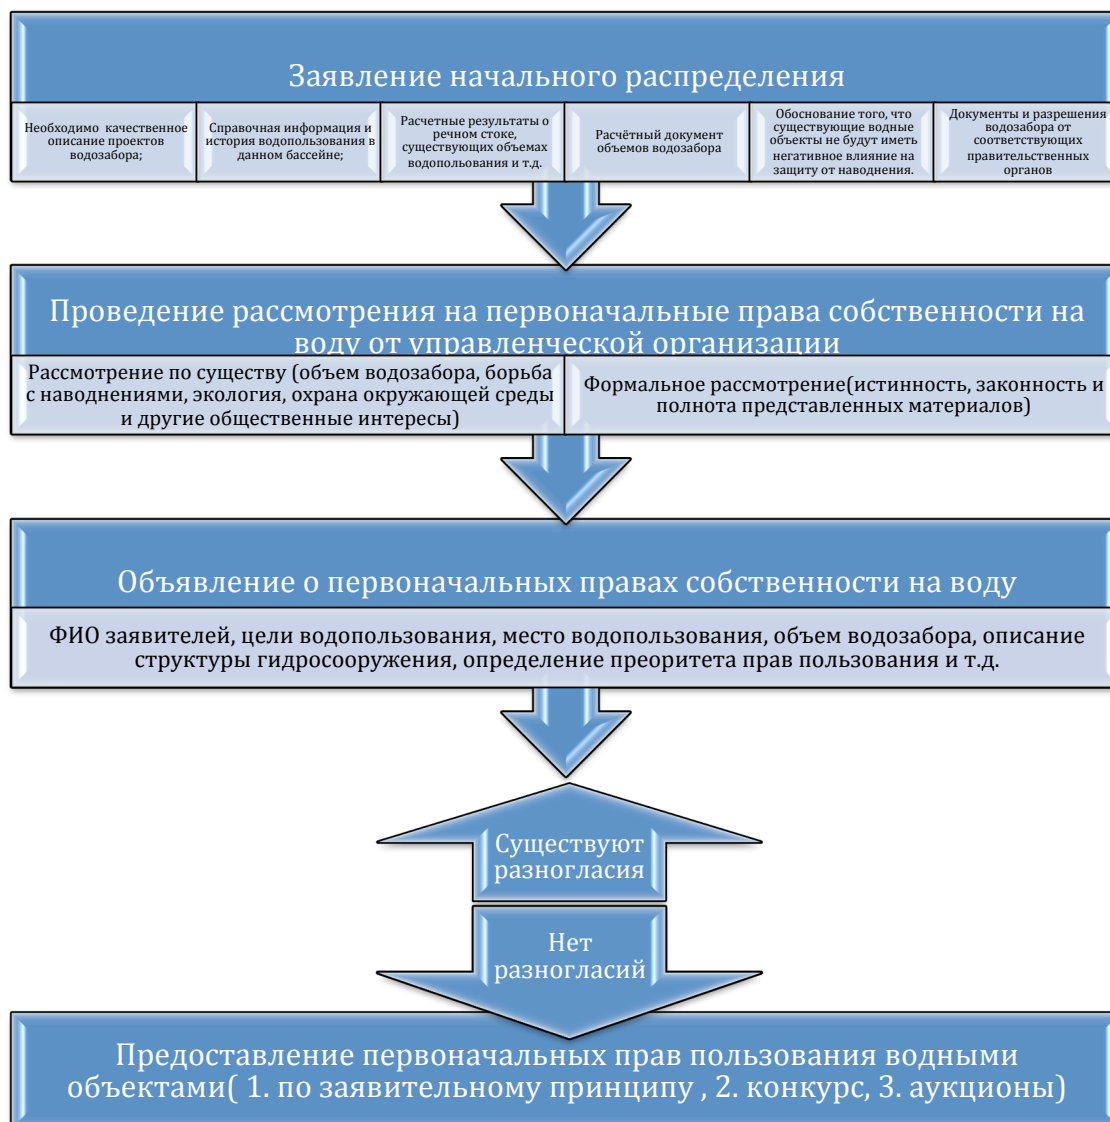 Заявление начального распределения
Необходимо качественное
описание проектов
водозабора;
Справочная информация и
история водопользования в
данном бассейне;
Расчетные результаты о
речном стоке,
существующих объемах
водопользования и т.д.
Расчётный документ
объемов водозабора
Обоснование того, что
существующие водные
объекты не будут иметь
негативное влияние на
защиту от наводнения.
Документы и разрешения
водозабора от
соответствующих
правительственных
органов
Проведение рассмотрения на первоначальные права собственности на
воду от управленческой организации
Рассмотрение по существу (объем водозабора, борьба
с наводнениями, экология, охрана окружающей среды
и другие общественные интересы)
Формальное рассмотрение(истинность, законность и
полнота представленных материалов)
Объявление о первоначальных правах собственности на воду
ФИО заявителей, цели водопользования, место водопользования, объем водозабора, описание
структуры гидросооружения, определение преоритета прав пользования и т.д.
Существуют
разногласия
Нет
разногласий
Предоставление первоначальных прав пользования водными
объектами( 1. по заявительному принципу , 2. конкурс, 3. аукционы)